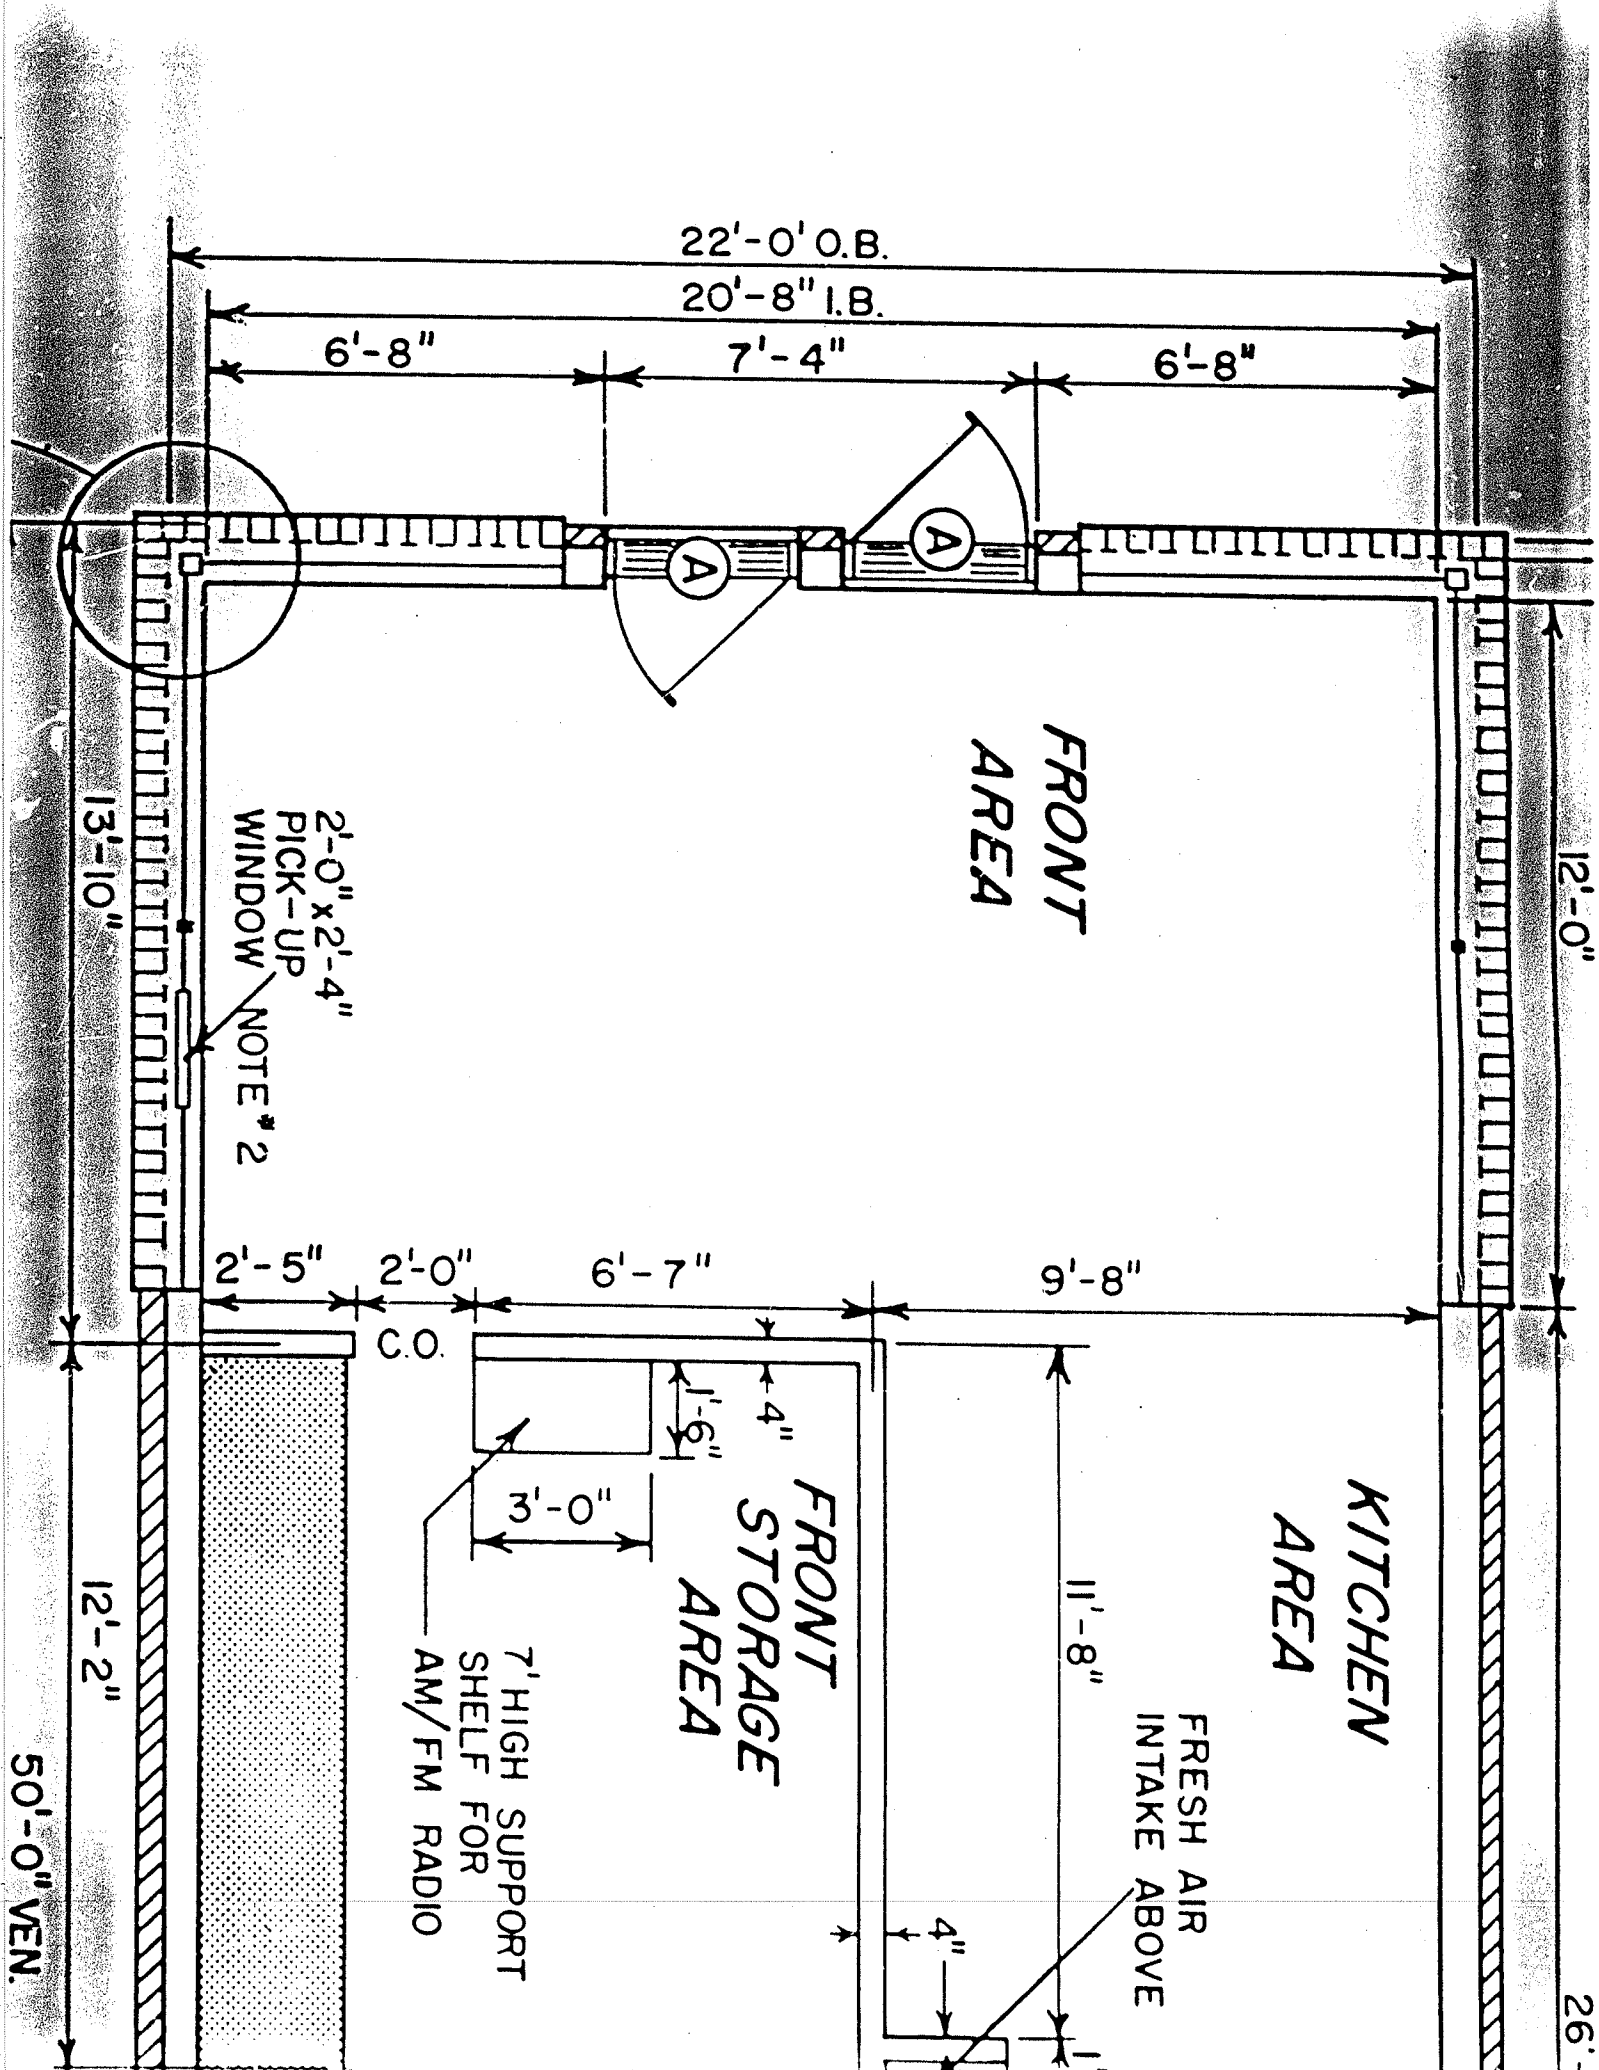 22'-0' O.B.
20'-8" I.B.
6'-8"
7'-4"
6'-8"
A
A
FRONT
AREA
12'-0"
13'-10"
2'-0"x2'-4"
PICK-UP
WINDOW NOTE #2
2'-5"
2'-0"
6'-7"
9'-8"
C.O.
1'-6"
4"
3'-0"
FRONT
STORAGE
AREA
KITCHEN
AREA
11'-8"
12'-2"
7' HIGH SUPPORT
SHELF FOR
AM/FM RADIO
FRESH AIR
INTAKE ABOVE
4"
50'-0" VEN.
26'-
1'